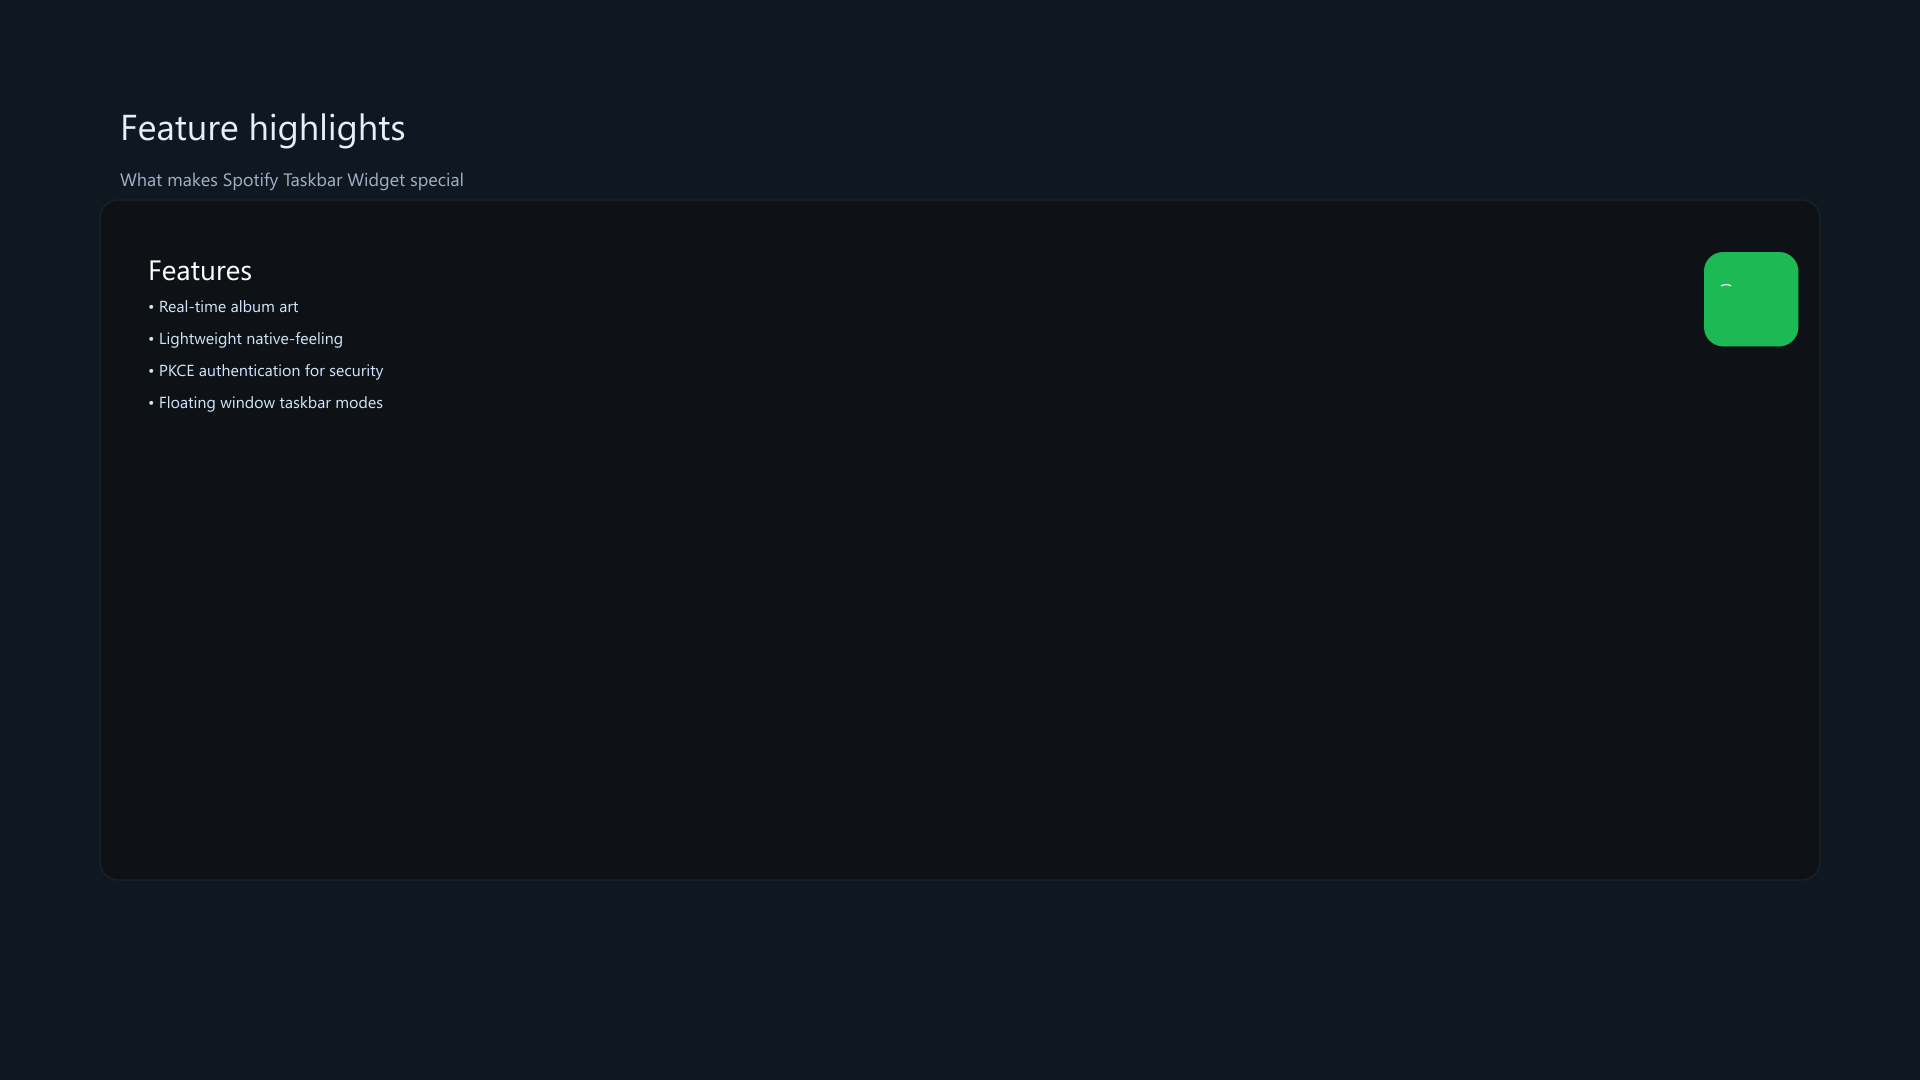 Feature highlights
What makes Spotify Taskbar Widget special
Features
• Real-time album art
• Lightweight native-feeling
• PKCE authentication for security
• Floating window taskbar modes